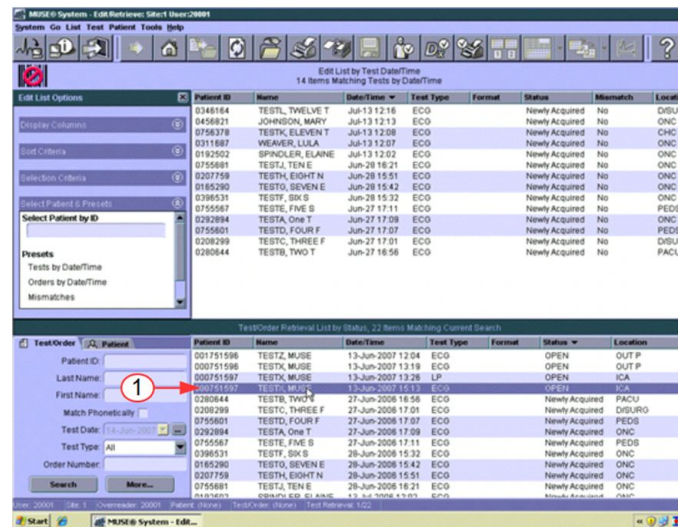 MUSE® System - Edit/Retrieve: Site:1 User:20001
System Go List Test Patient Tools Help
Edit List by Test Date/Time
14 Items Matching Tests by Date/Time
Edit List Options
Display Columns
Sort Criteria
Selection Criteria
Select Patient & Presets
Select Patient by ID
Presets
Tests by Date/Time
Orders by Date/Time
Mismatches
Patient ID Name Date/Time Test Type Format Status Mismatch Locati
0346164 TESTL, TWELVE T Jul-13 12:16 ECG Newly Acquired No DISU
0456821 JOHNSON, MARY Jul-13 12:13 ECG Newly Acquired No ONC
0756378 TESTK, ELEVEN T Jul-13 12:08 ECG Newly Acquired No CHC
0311687 WEAVER, LULA Jul-13 12:07 ECG Newly Acquired No ONC
0192502 SPINDLER, ELAINE Jul-13 12:02 ECG Newly Acquired No ONC
0755681 TESTJ, TEN E Jun-28 16:21 ECG Newly Acquired No ONC
0207759 TESTH, EIGHT N Jun-28 15:51 ECG Newly Acquired No ONC
0165290 TESTG, SEVEN E Jun-28 15:42 ECG Newly Acquired No ONC
0396531 TESTF, SIX S Jun-28 15:32 ECG Newly Acquired No ONC
0755567 TESTE, FIVE S Jun-27 17:11 ECG Newly Acquired No PEDS
0292894 TESTA, One T Jun-27 17:09 ECG Newly Acquired No ONC
0755601 TESTD, FOUR F Jun-27 17:07 ECG Newly Acquired No PEDS
0208299 TESTC, THREE F Jun-27 17:01 ECG Newly Acquired No DISU
0280644 TESTB, TWO T Jun-27 16:56 ECG Newly Acquired No PACU
Test/Order Retrieval List by Status, 22 Items Matching Current Search
Test/Order Patient
Patient ID:
Last Name:
First Name:
Match Phonetically
Test Date: 14-Jun-2007
Test Type: All
Order Number:
Search More...
1
Patient ID Name Date/Time Test Type Format Status Location
001751596 TESTZ, MUSE 13-Jun-2007 12:04 ECG OPEN OUT P
000751596 TESTX, MUSE 13-Jun-2007 13:19 ECG OPEN OUT P
000751597 TESTX, MUSE 13-Jun-2007 13:26 LP OPEN ICA
000751597 TESTX, MUSE 13-Jun-2007 15:13 ECG OPEN ICA
0280644 TESTB, TWO T 27-Jun-2006 16:56 ECG Newly Acquired PACU
0208299 TESTC, THREE F 27-Jun-2006 17:01 ECG Newly Acquired DISURG
0755601 TESTD, FOUR F 27-Jun-2006 17:07 ECG Newly Acquired PEDS
0292894 TESTA, One T 27-Jun-2006 17:09 ECG Newly Acquired ONC
0755567 TESTE, FIVE S 27-Jun-2006 17:11 ECG Newly Acquired PEDS
0396531 TESTF, SIX S 28-Jun-2006 15:32 ECG Newly Acquired ONC
0165290 TESTG, SEVEN E 28-Jun-2006 15:42 ECG Newly Acquired ONC
0207759 TESTH, EIGHT N 28-Jun-2006 15:51 ECG Newly Acquired ONC
0755681 TESTJ, TEN E 28-Jun-2006 16:21 ECG Newly Acquired ONC
User: 20001 Site: 1 Overreader: 20001 Patient: (None) Test/Order: (None) Test Retrieval: 1/22
Start MUSE® System - Edit...